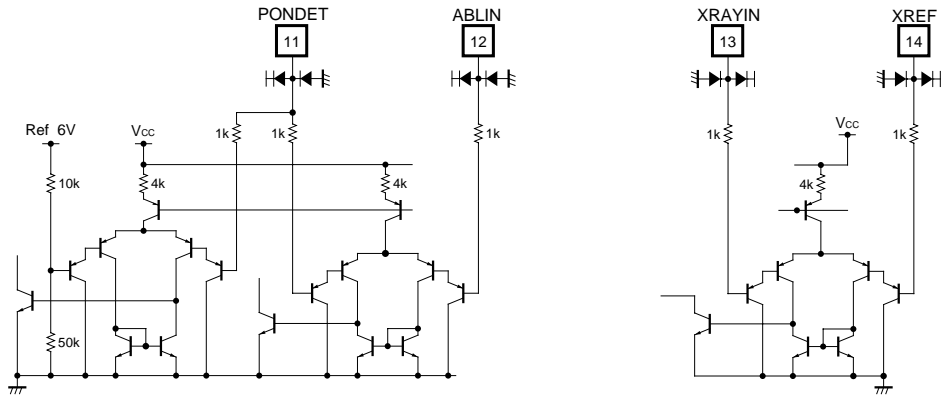 PONDET
ABLIN
XRAYIN
XREF
11
12
13
14
Ref 6V
Vcc
1k
1k
1k
1k
1k
Vcc
10k
4k
4k
4k
50k